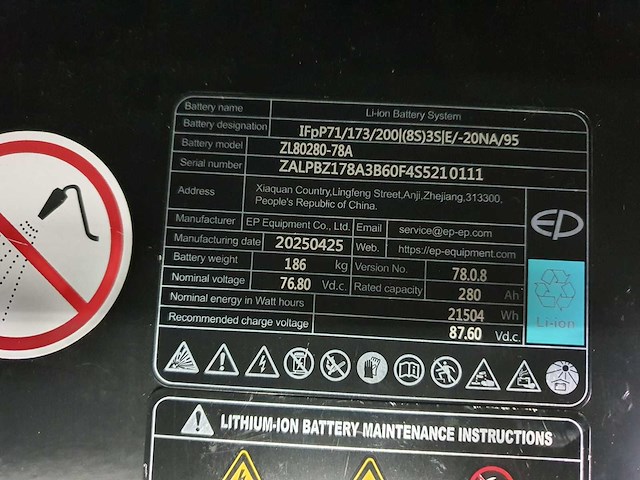 Battery name Li-ion Battery System
Battery designation IFpP71/173/200|(8S)3S|E/-20NA/95
Battery model ZL80280-78A
Serial number ZALPBZ178A3B60F4S5210111
Address Xiaquan Country,Lingfeng Street,Anji,Zhejiang,313300,
People's Republic of China.
Manufacturer EP Equipment Co., Ltd. Email service@ep-ep.com
Manufacturing date 20250425 Web. https://ep-equipment.com
Battery weight 186 kg Version No. 78.0.8
Nominal voltage 76.80 Vd.c. Rated capacity 280 Ah
Nominal energy in Watt hours 21504 Wh
Recommended charge voltage 87.60 Vd.c.
EP
Li-ion
LITHIUM-ION BATTERY MAINTENANCE INSTRUCTIONS